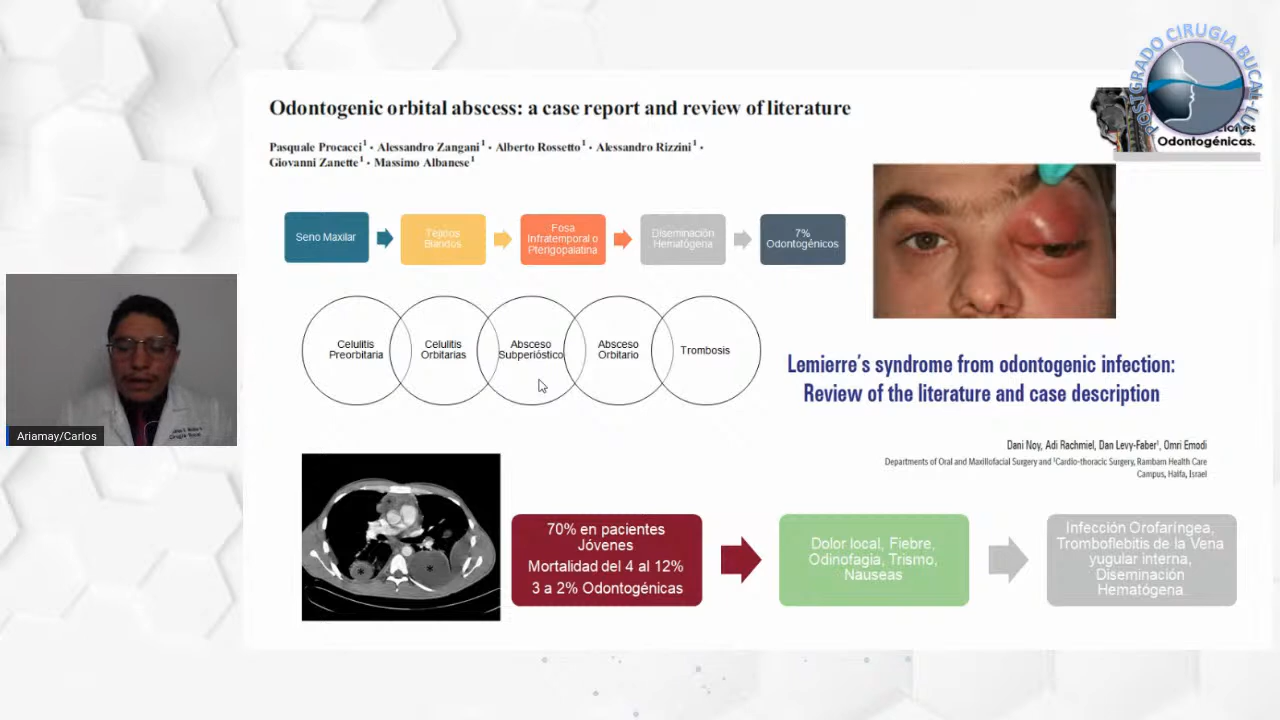 POSTGRADO CIRUGIA BUCAL-LUZ
Odontogenic orbital abscess: a case report and review of literature
Odontogénicas.
Pasquale Procacci1 · Alessandro Zangani1 · Alberto Rossetto1 · Alessandro Rizzini1 ·
Giovanni Zanette1 · Massimo Albanese1
Seno Maxilar
Tejidos
Blandos
Fosa
Infratemporal o
Pterigopalatina
Diseminación
Hematógena
7%
Odontogénicos
Celulitis
Preorbitaria
Celulitis
Orbitarias
Absceso
Subperióstico
Absceso
Orbitario
Trombosis
Lemierre's syndrome from odontogenic infection:
Review of the literature and case description
Dani Noy, Adi Rachmiel, Dan Levy-Faber1, Omri Emodi
Departments of Oral and Maxillofacial Surgery and 1Cardio-thoracic Surgery, Rambam Health Care
Campus, Haifa, Israel
Ariamay/Carlos
70% en pacientes
Jóvenes
Mortalidad del 4 al 12%
3 a 2% Odontogénicas
Dolor local, Fiebre,
Odinofagia, Trismo,
Nauseas
Infección Orofaríngea,
Tromboflebitis de la Vena
yugular interna,
Diseminación
Hematógena